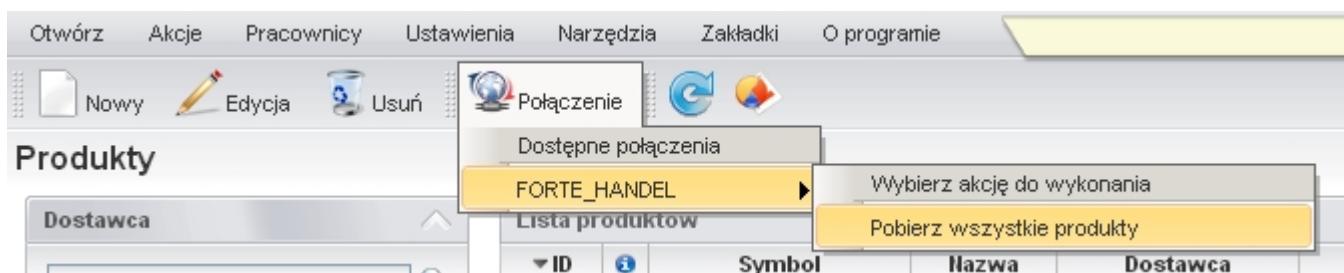 Otwórz Akcje Pracownicy Ustawienia Narzędzia Zakładki O programie
Nowy Edycja Usuń Połączenie
Dostępne połączenia
Produkty
FORTE_HANDEL
Wybierz akcję do wykonania
Pobierz wszystkie produkty
Dostawca
Lista produktów
ID Symbol Nazwa Dostawca